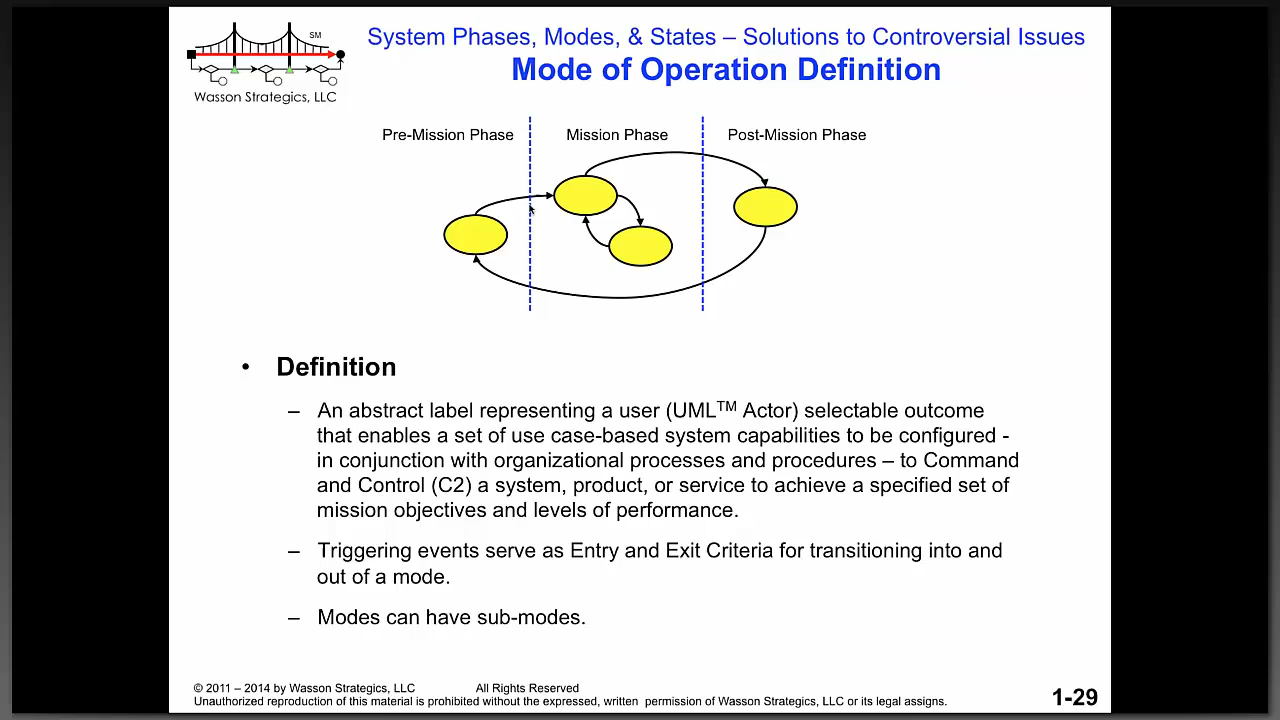 SM
Wasson Strategics, LLC
System Phases, Modes, & States – Solutions to Controversial Issues
Mode of Operation Definition
Pre-Mission Phase
Mission Phase
Post-Mission Phase
• Definition
– An abstract label representing a user (UML™ Actor) selectable outcome
that enables a set of use case-based system capabilities to be configured -
in conjunction with organizational processes and procedures – to Command
and Control (C2) a system, product, or service to achieve a specified set of
mission objectives and levels of performance.
– Triggering events serve as Entry and Exit Criteria for transitioning into and
out of a mode.
– Modes can have sub-modes.
© 2011 – 2014 by Wasson Strategics, LLC All Rights Reserved
Unauthorized reproduction of this material is prohibited without the expressed, written permission of Wasson Strategics, LLC or its legal assigns.
1-29